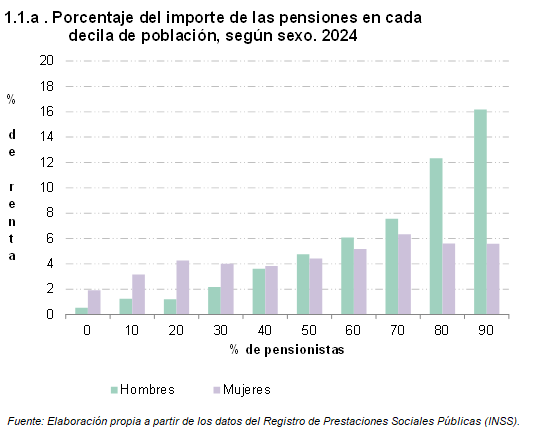 1.1.a . Porcentaje del importe de las pensiones en cada
decila de población, según sexo. 2024
20
18
16
14
12
10
8
6
4
2
0
% de renta
0 10 20 30 40 50 60 70 80 90
% de pensionistas
Hombres Mujeres
Fuente: Elaboración propia a partir de los datos del Registro de Prestaciones Sociales Públicas (INSS).